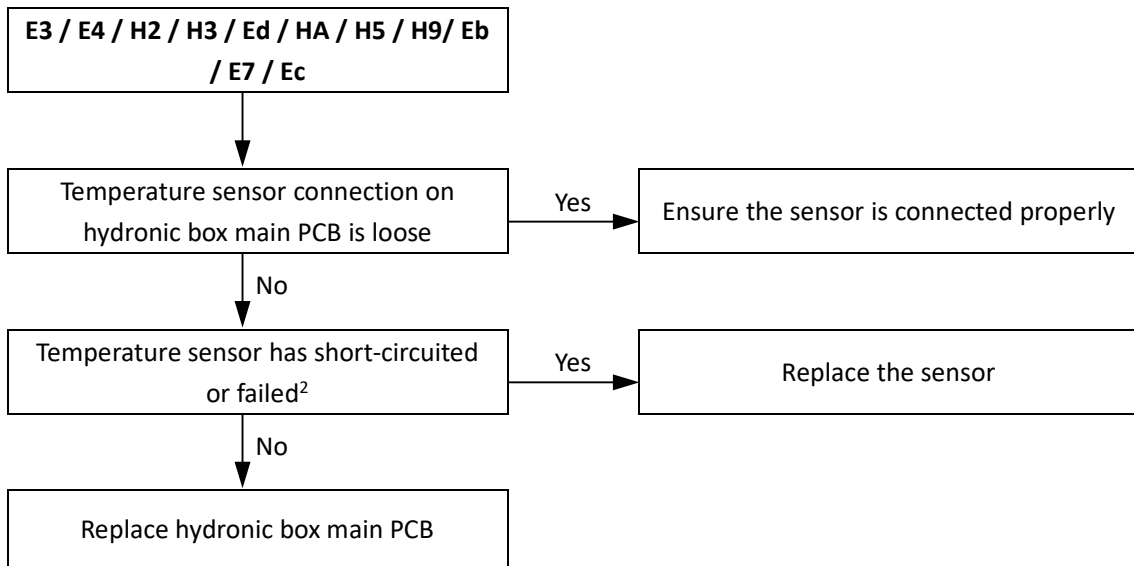 E3 / E4 / H2 / H3 / Ed / HA / H5 / H9/ Eb
/ E7 / Ec
Temperature sensor connection on
hydronic box main PCB is loose
Yes
Ensure the sensor is connected properly
No
Temperature sensor has short-circuited
or failed²
Yes
Replace the sensor
No
Replace hydronic box main PCB